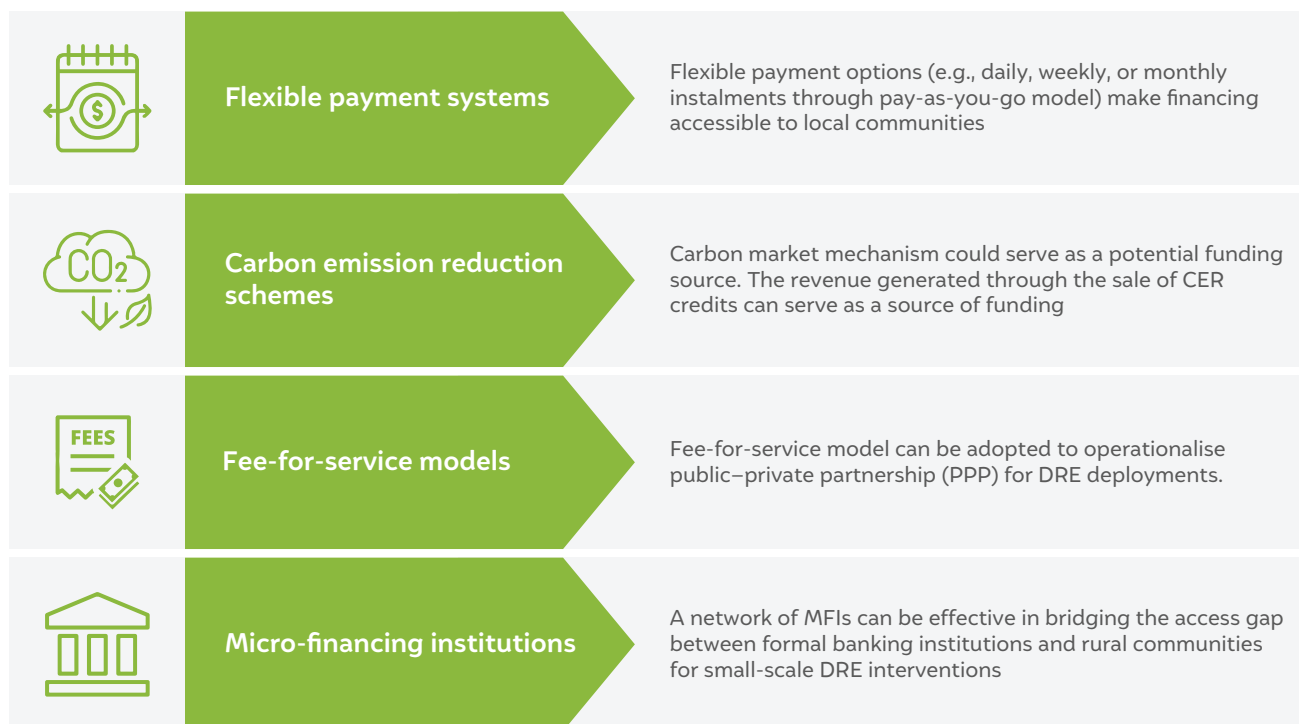 $
Flexible payment systems
Flexible payment options (e.g., daily, weekly, or monthly
instalments through pay-as-you-go model) make financing
accessible to local communities
CO2
Carbon emission reduction
schemes
Carbon market mechanism could serve as a potential funding
source. The revenue generated through the sale of CER
credits can serve as a source of funding
FEES
Fee-for-service models
Fee-for-service model can be adopted to operationalise
public–private partnership (PPP) for DRE deployments.
Micro-financing institutions
A network of MFIs can be effective in bridging the access gap
between formal banking institutions and rural communities
for small-scale DRE interventions